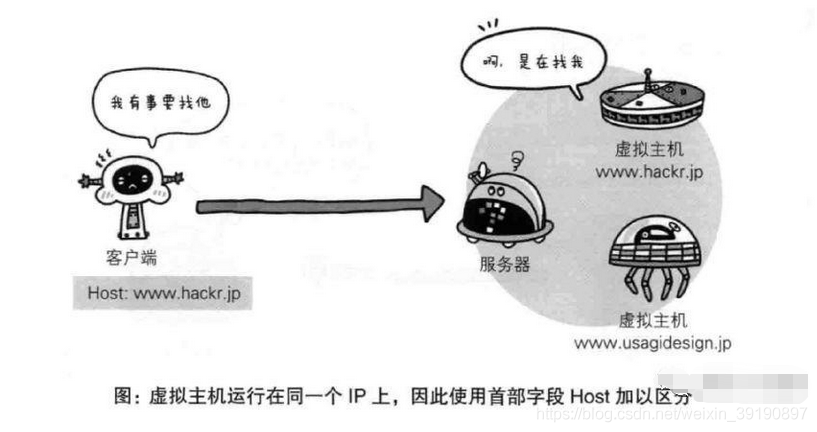 啊，是在找我
我有事要找他
虚拟主机
www.hackr.jp
客户端
服务器
Host: www.hackr.jp
虚拟主机
www.usagidesign.jp
图：虚拟主机运行在同一个 IP 上，因此使用首部字段 Host 加以区分
https://blog.csdn.net/weixin_39190897